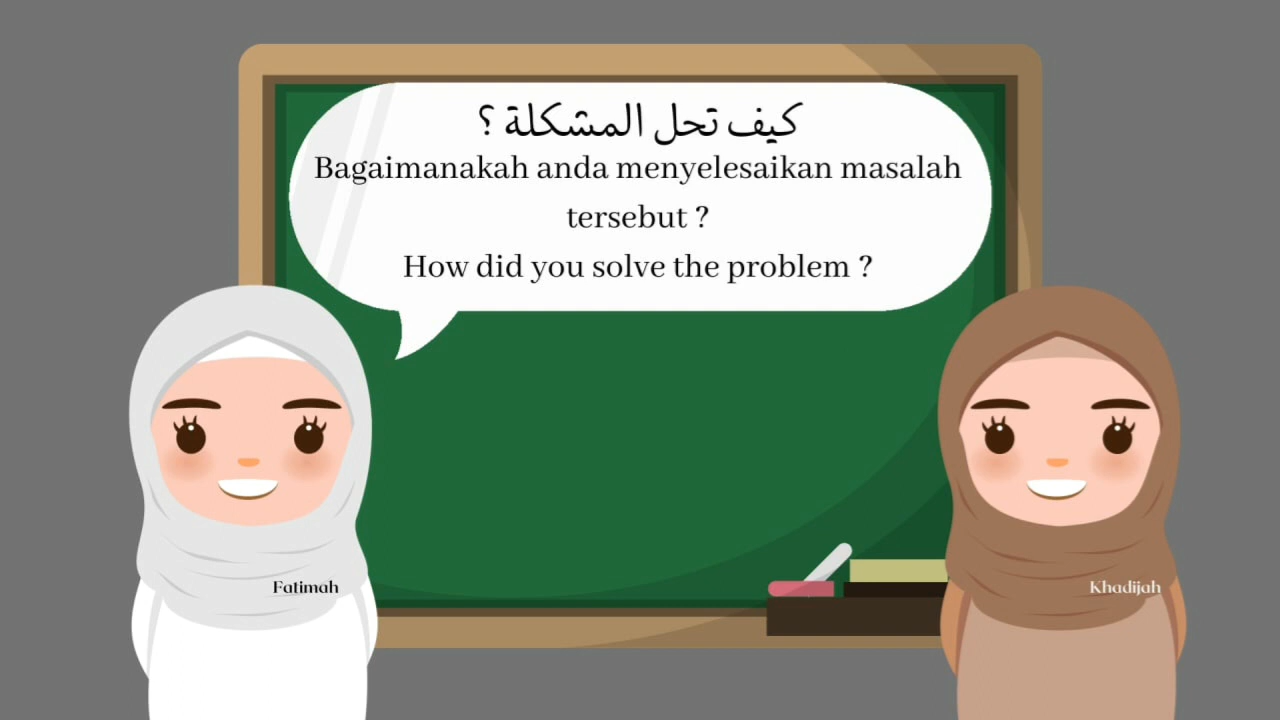 كيف تحل المشكلة ؟
Bagaimanakah anda menyelesaikan masalah
tersebut ?
How did you solve the problem ?
Fatimah
Khadijah